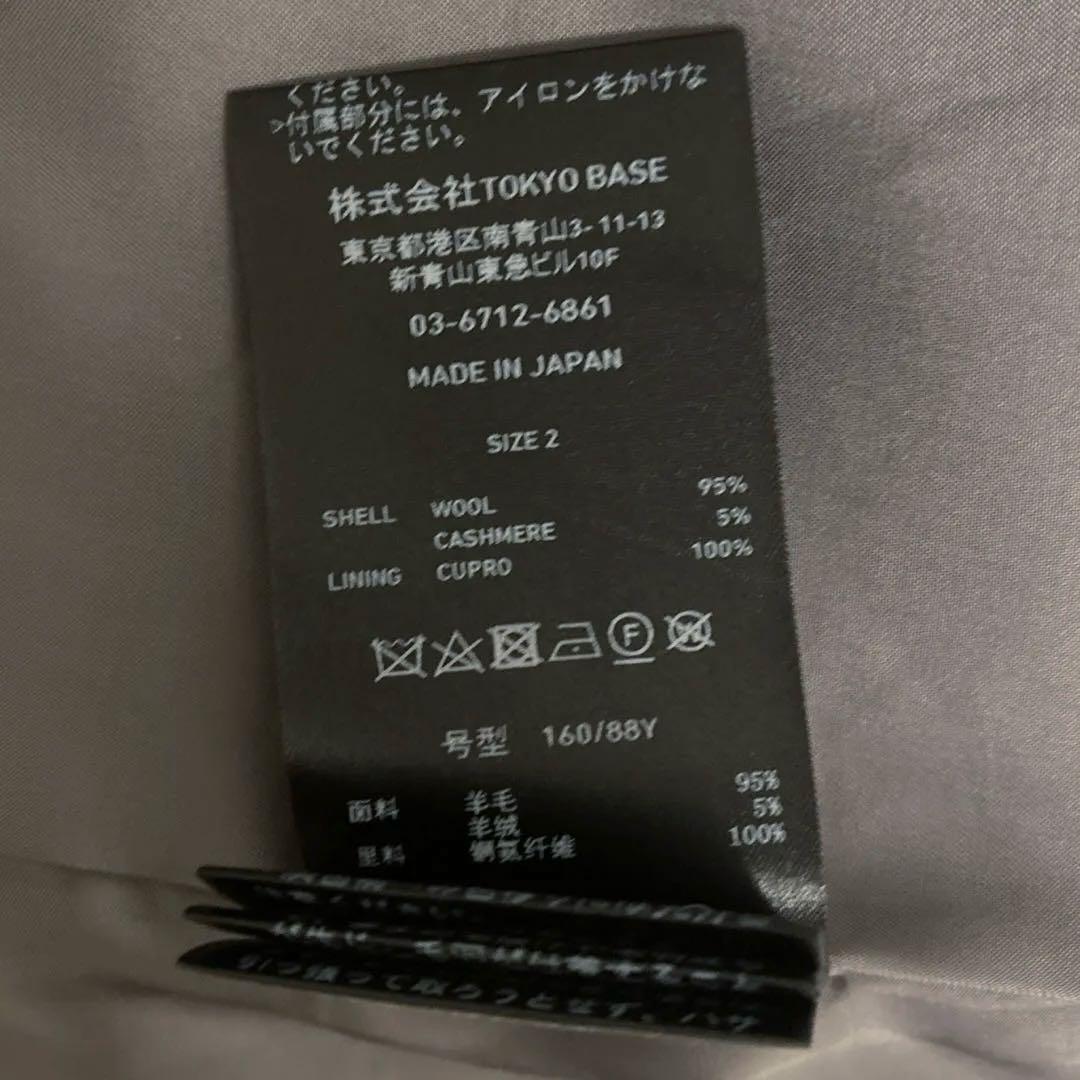 ください。
>付属部分には、アイロンをかけな
いでください。
株式会社TOKYO BASE
東京都港区南青山3-11-13
新青山東急ビル10F
03-6712-6861
MADE IN JAPAN
SIZE 2
SHELL WOOL 95%
CASHMERE 5%
LINING CUPRO 100%
F
W
号型 160/88Y
面料 羊毛 95%
羊绒 5%
里料 铜氨纤维 100%